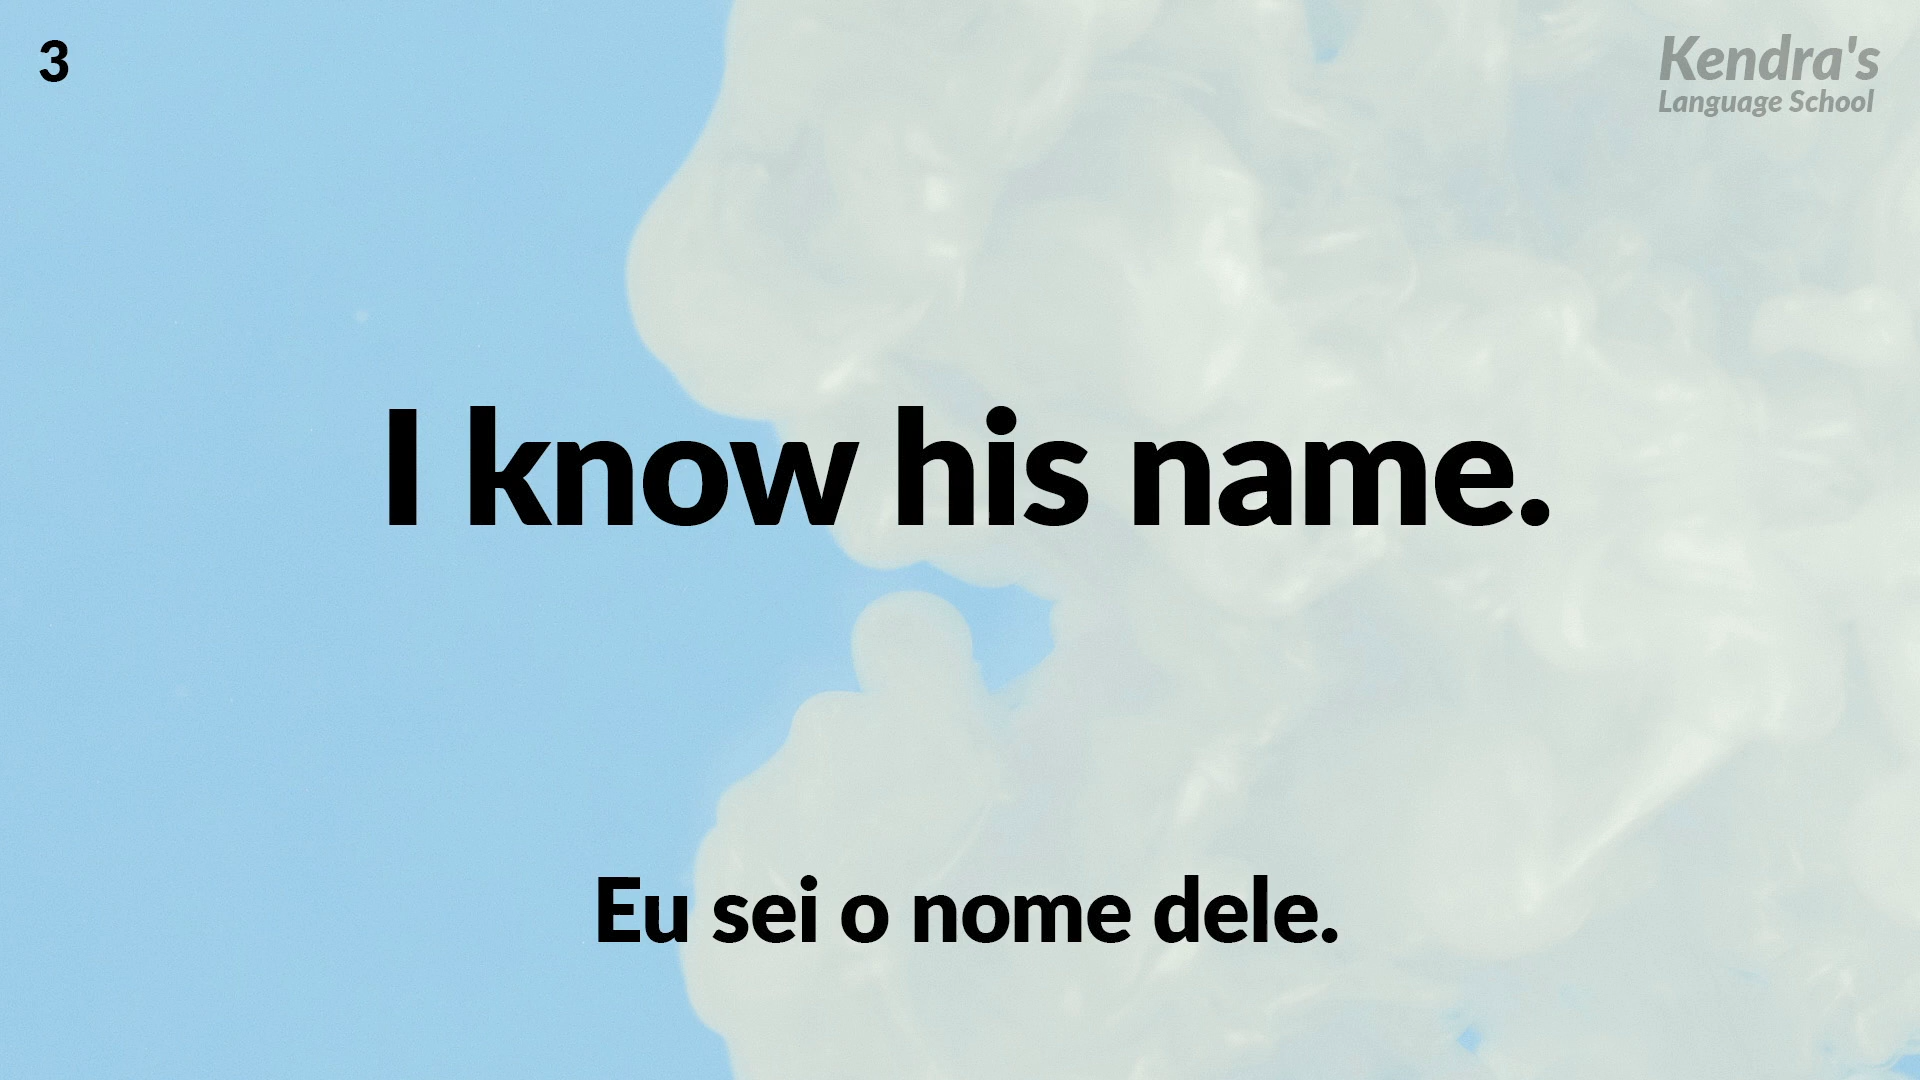 3
Kendra's
Language School
I know his name.
Eu sei o nome dele.